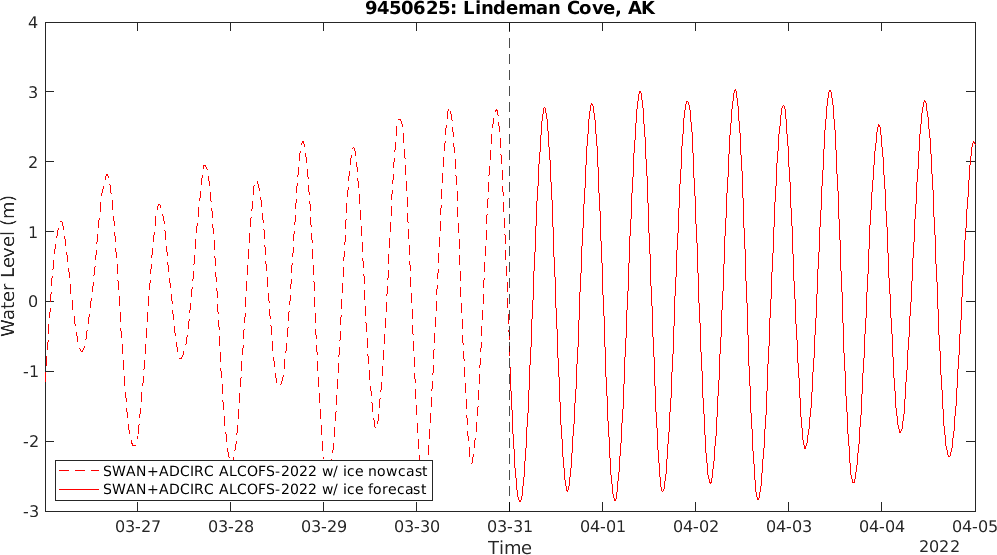 9450625: Lindeman Cove, AK
4
3
2
1
0
-1
-2
-3
Water Level (m)
SWAN+ADCIRC ALCOFS-2022 w/ ice nowcast
SWAN+ADCIRC ALCOFS-2022 w/ ice forecast
03-27 03-28 03-29 03-30 03-31 04-01 04-02 04-03 04-04 04-05
Time
2022